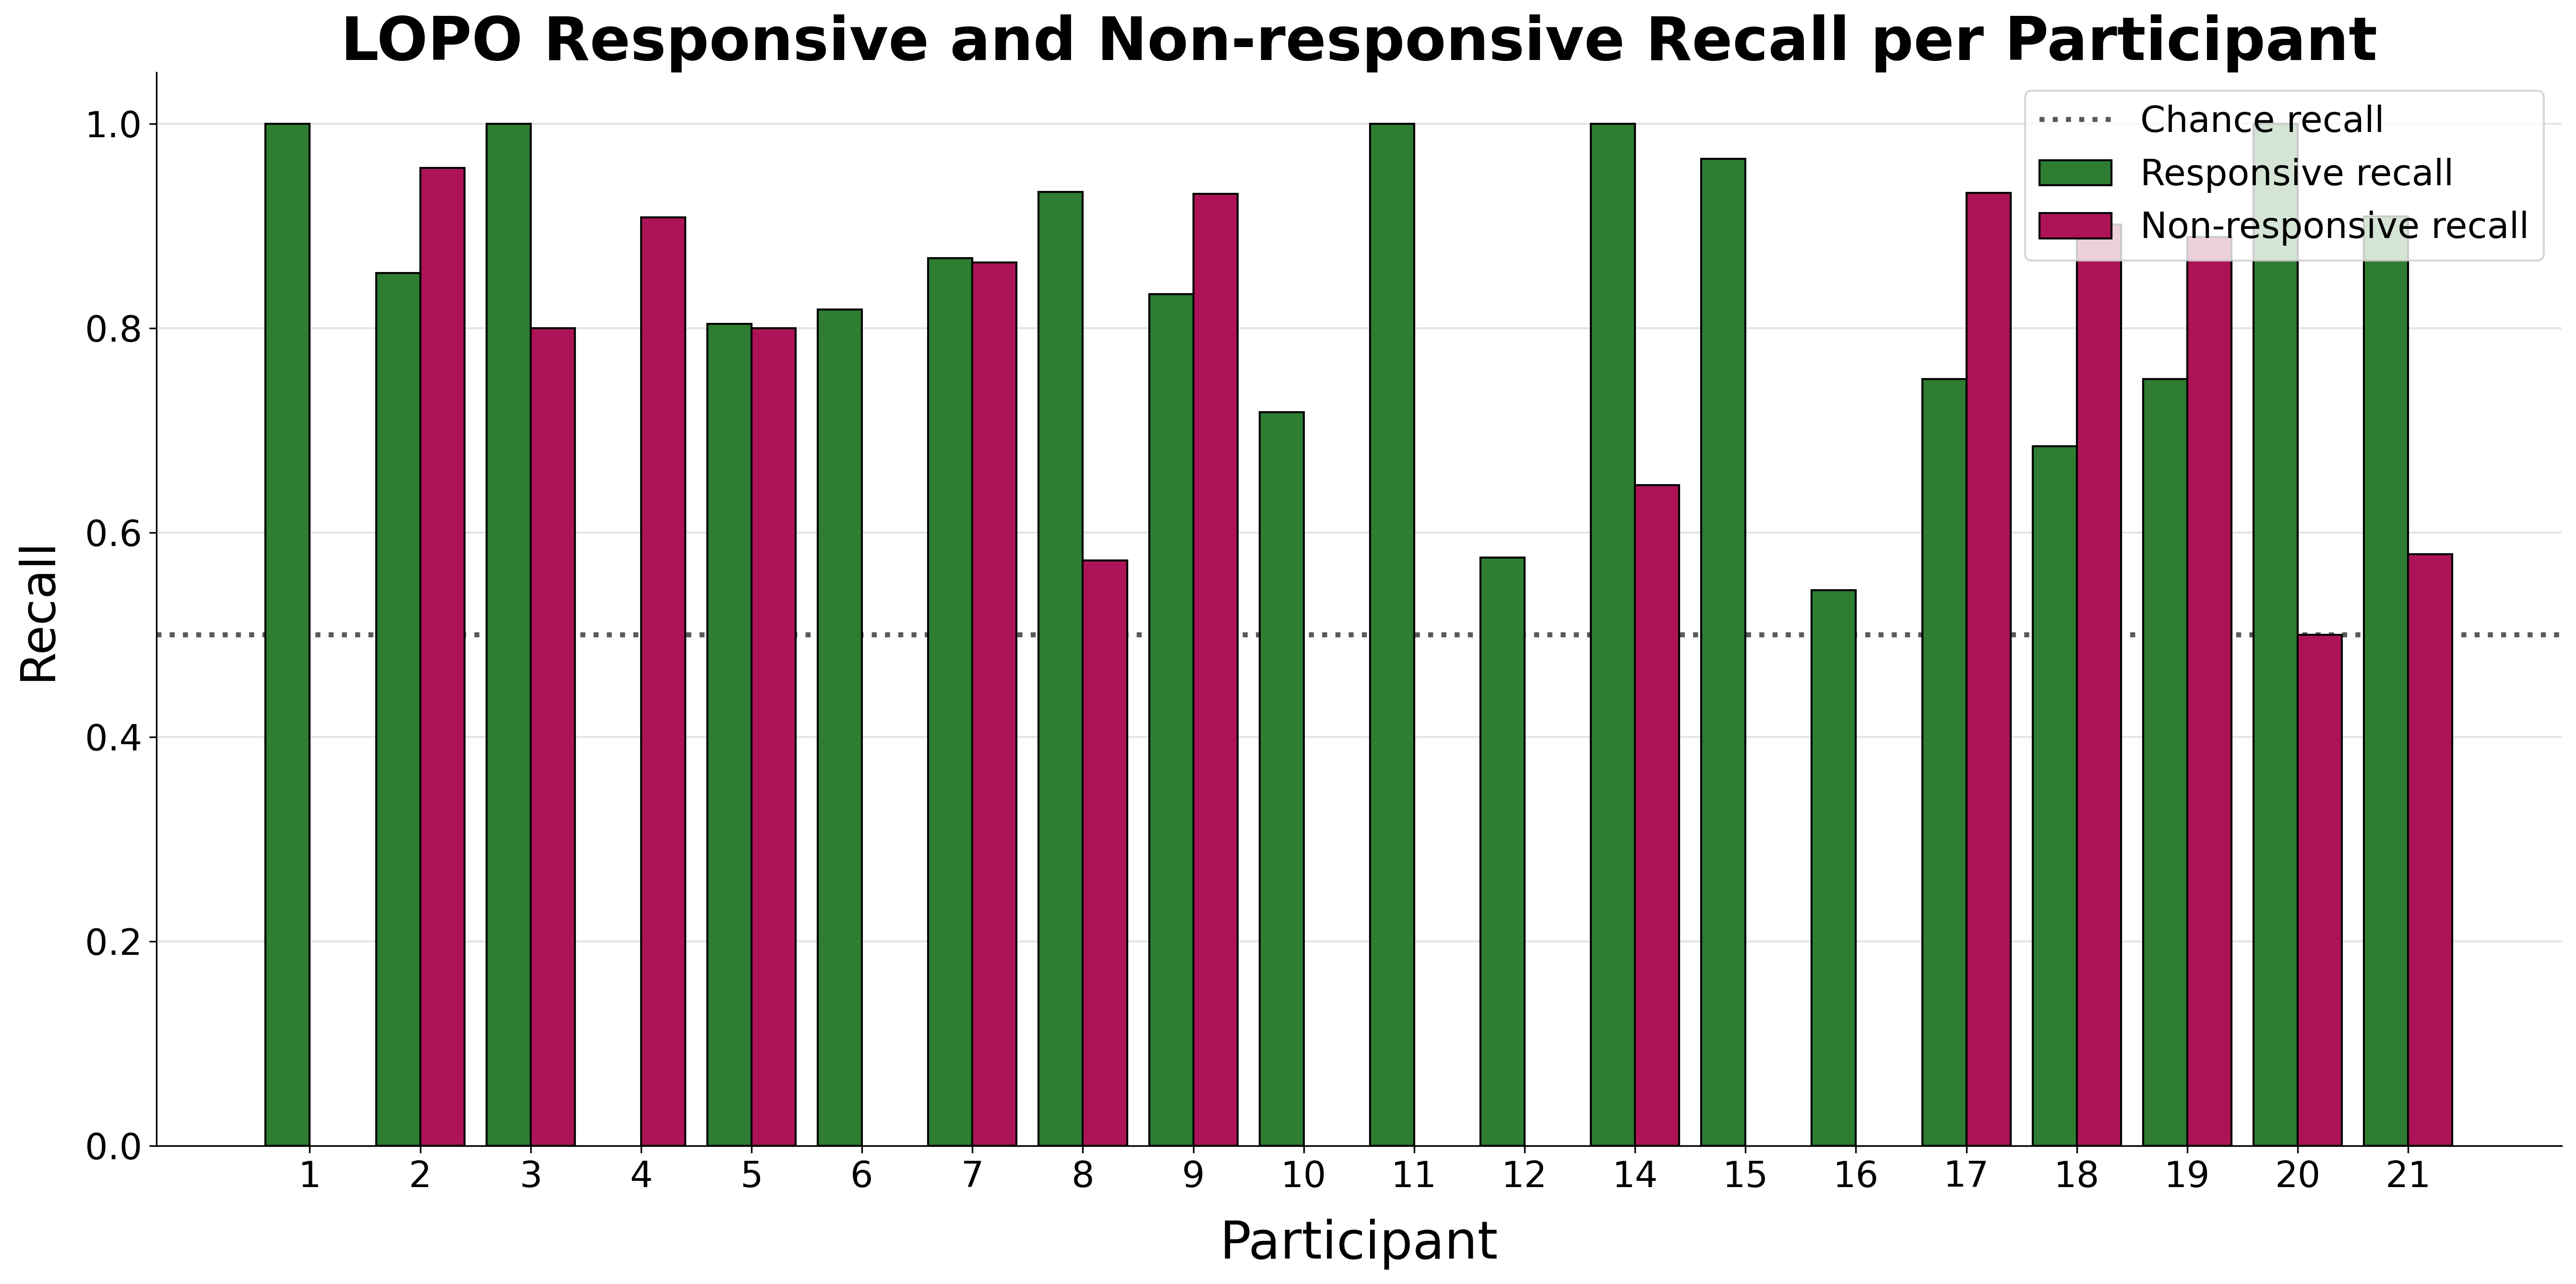 LOPO Responsive and Non-responsive Recall per Participant
Chance recall
Responsive recall
Non-responsive recall
1.0
0.8
0.6
0.4
0.2
0.0
Recall
1 2 3 4 5 6 7 8 9 10 11 12 14 15 16 17 18 19 20 21
Participant